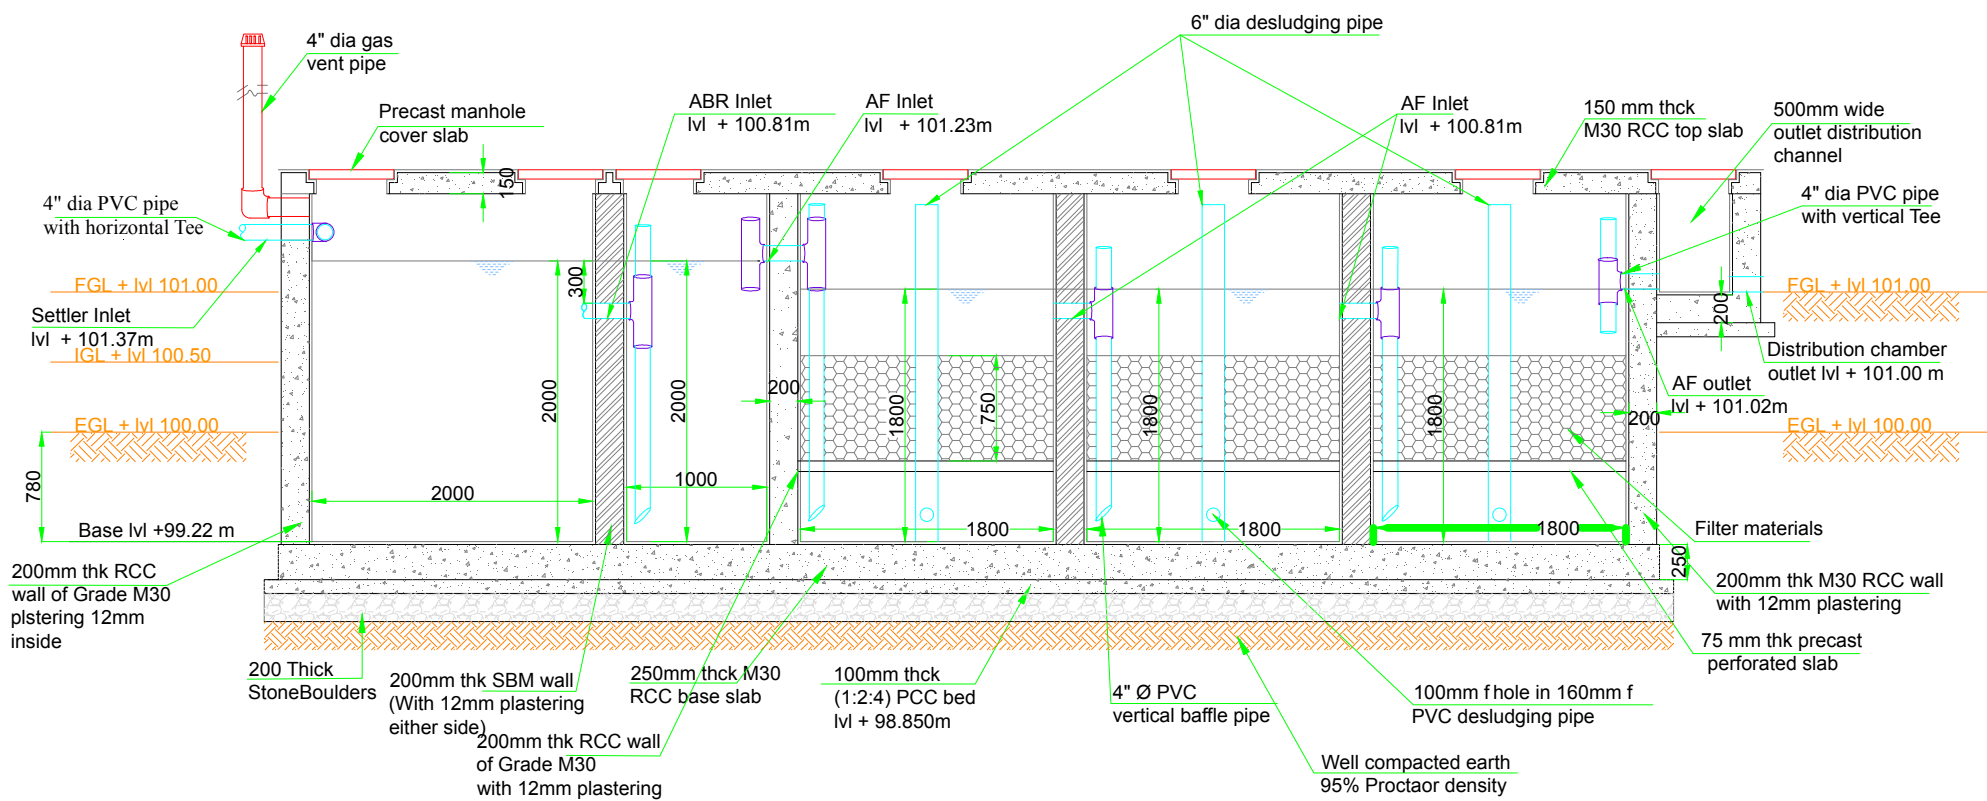 6" dia desludging pipe
4" dia gas
vent pipe
Precast manhole
cover slab
ABR Inlet
lvl + 100.81m
AF Inlet
lvl + 101.23m
AF Inlet
lvl + 100.81m
150 mm thck
M30 RCC top slab
500mm wide
outlet distribution
channel
150
4" dia PVC pipe
with horizontal Tee
4" dia PVC pipe
with vertical Tee
FGL + lvl 101.00
Settler Inlet
lvl + 101.37m
IGL + lvl 100.50
EGL + lvl 100.00
780
Base lvl +99.22 m
300
2000
2000
2000
1000
200
1800
750
1800
1800
1800
1800
1800
200
200
250
FGL + lvl 101.00
Distribution chamber
outlet lvl + 101.00 m
AF outlet
lvl + 101.02m
EGL + lvl 100.00
Filter materials
200mm thk RCC
wall of Grade M30
plstering 12mm
inside
200 Thick
StoneBoulders
200mm thk SBM wall
(With 12mm plastering
either side)
200mm thk RCC wall
of Grade M30
with 12mm plastering
250mm thck M30
RCC base slab
100mm thck
(1:2:4) PCC bed
lvl + 98.850m
4" Ø PVC
vertical baffle pipe
100mm f hole in 160mm f
PVC desludging pipe
Well compacted earth
95% Proctaor density
200mm thk M30 RCC wall
with 12mm plastering
75 mm thk precast
perforated slab